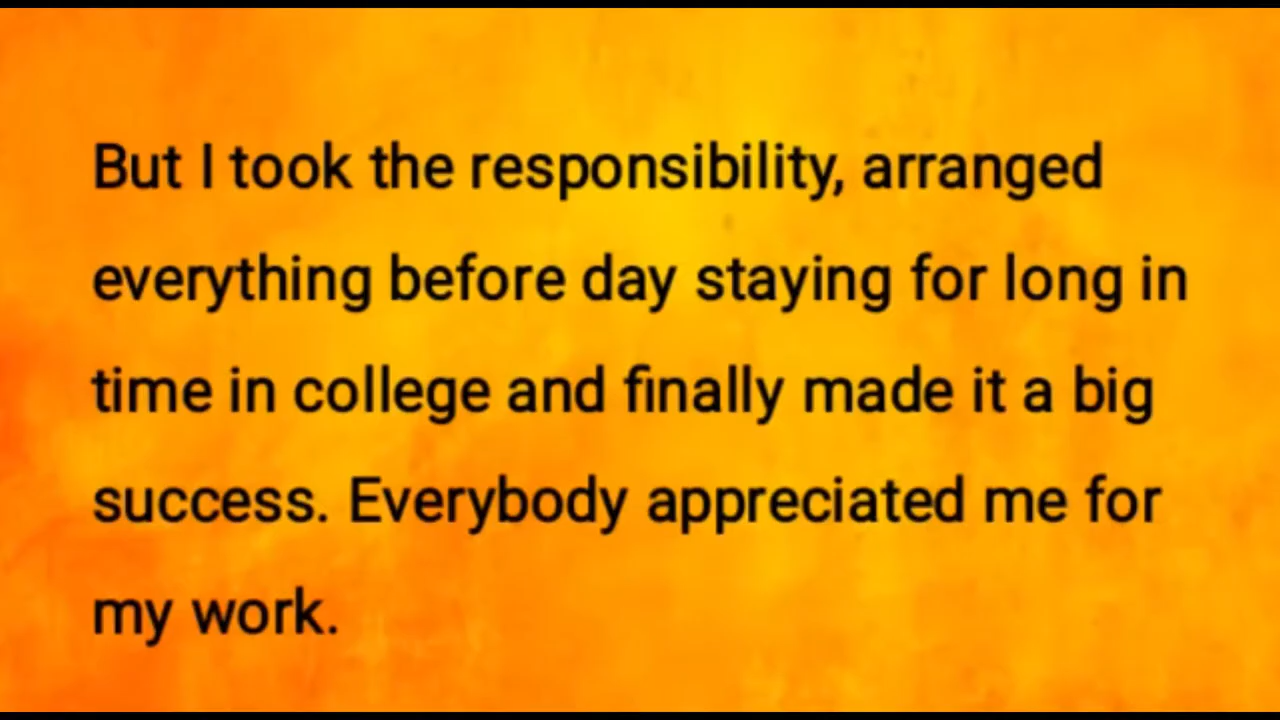 But I took the responsibility, arranged
everything before day staying for long in
time in college and finally made it a big
success. Everybody appreciated me for
my work.